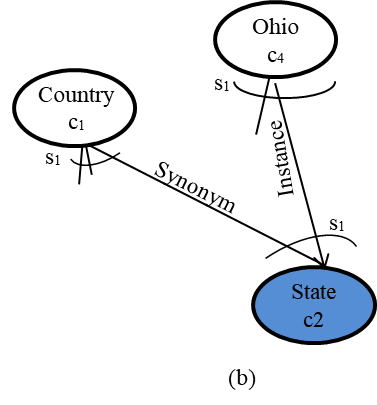 Ohio
c4
s1
Country
c1
s1
Synonym
Instance
s1
State
c2
(b)